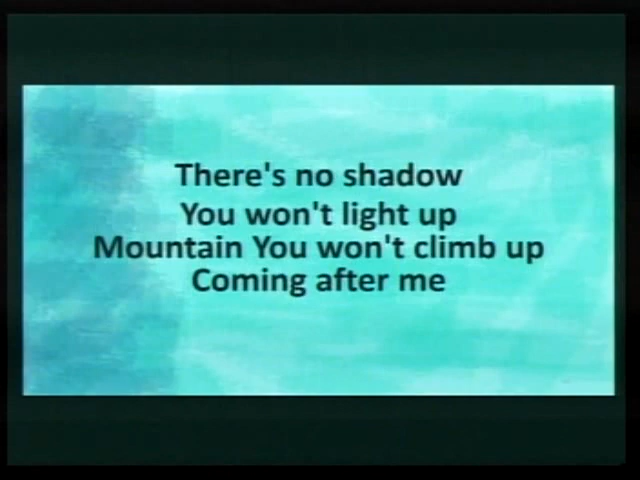 There's no shadow
You won't light up
Mountain You won't climb up
Coming after me